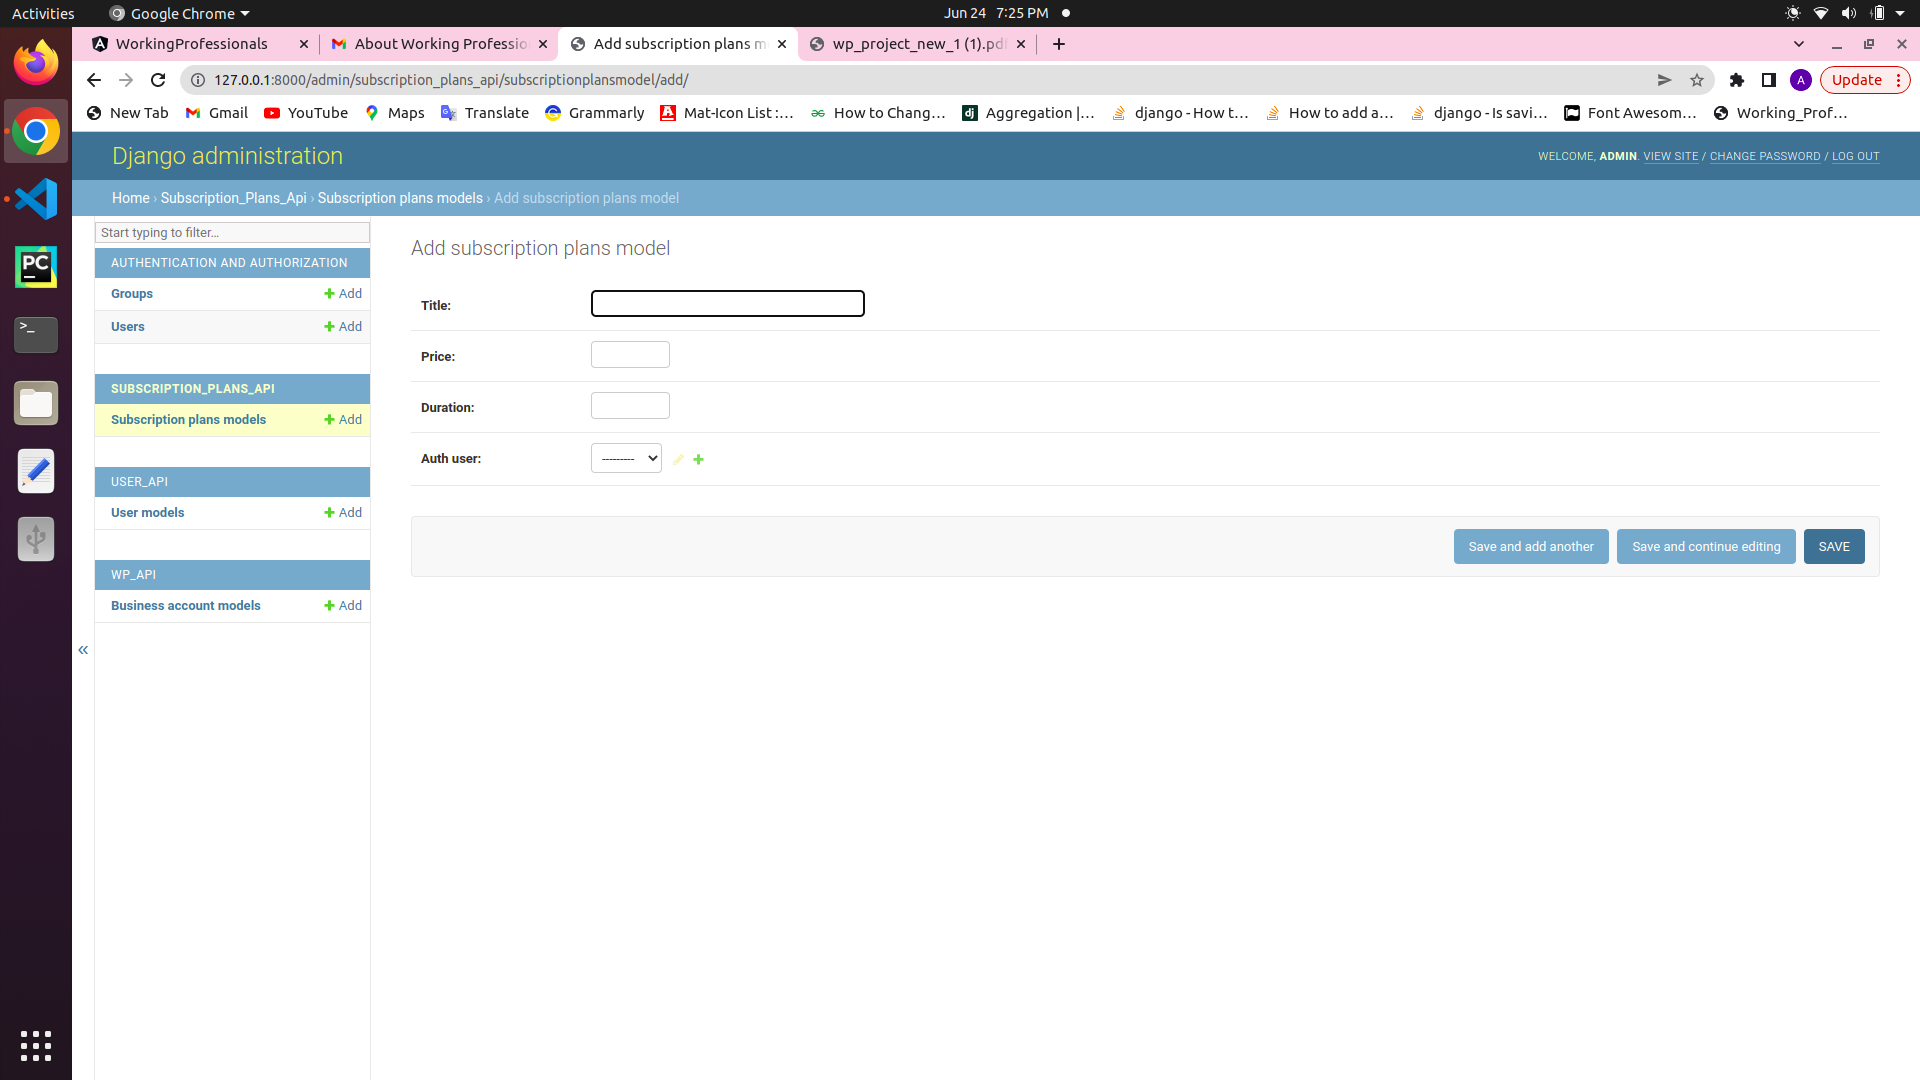 Activities Google Chrome Jun 24 7:25 PM
WorkingProfessionals About Working Professio Add subscription plans m wp_project_new_1 (1).pdf
127.0.0.1:8000/admin/subscription_plans_api/subscriptionplansmodel/add/ A Update
New Tab Gmail YouTube Maps Translate Grammarly Mat-Icon List :... How to Chang... Aggregation |... django - How t... How to add a... django - Is savi... Font Awesom... Working_Prof...
Django administration WELCOME, ADMIN. VIEW SITE / CHANGE PASSWORD / LOG OUT
Home › Subscription_Plans_Api › Subscription plans models › Add subscription plans model
Start typing to filter...
AUTHENTICATION AND AUTHORIZATION
Groups + Add
Users + Add
SUBSCRIPTION_PLANS_API
Subscription plans models + Add
USER_API
User models + Add
WP_API
Business account models + Add
«
Add subscription plans model
Title:
Price:
Duration:
Auth user: ---------
Save and add another Save and continue editing SAVE